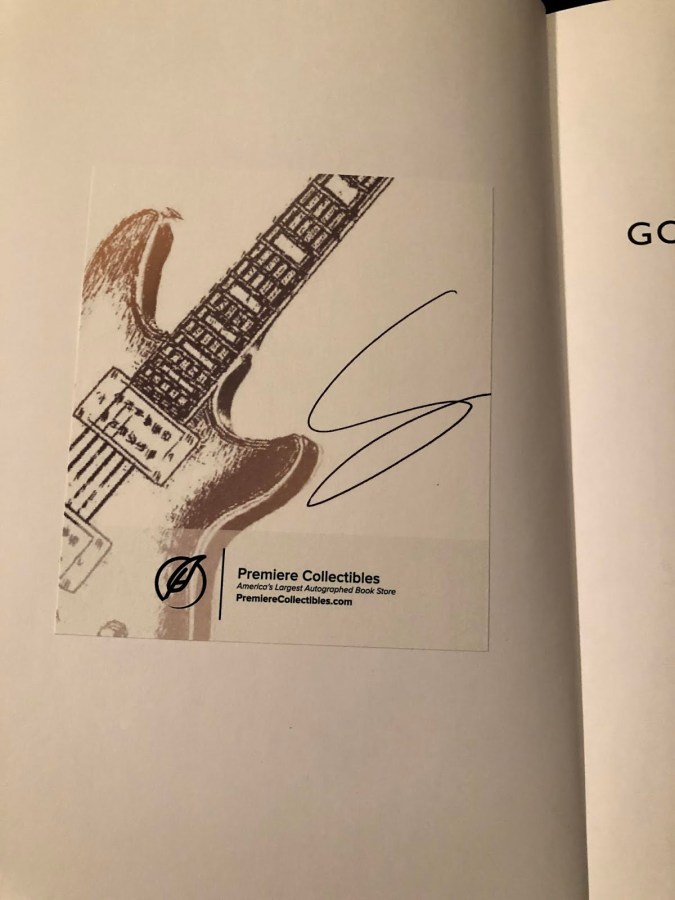 GO
Premiere Collectibles
America's Largest Autographed Book Store
PremiereCollectibles.com